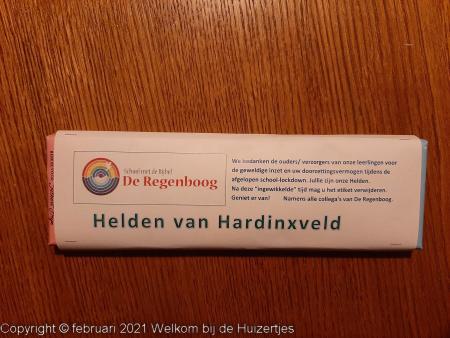 School met de Bijbel
De Regenboog
We bedanken de ouders/ verzorgers van onze leerlingen voor
de geweldige inzet en uw doorzettingsvermogen tijdens de
afgelopen school-lockdown. Jullie zijn onze Helden.
Na deze "ingewikkelde" tijd mag u het etiket verwijderen.
Geniet er van! Namens alle collega's van De Regenboog.
Helden van Hardinxveld
Copyright © februari 2021 Welkom bij de Huizertjes